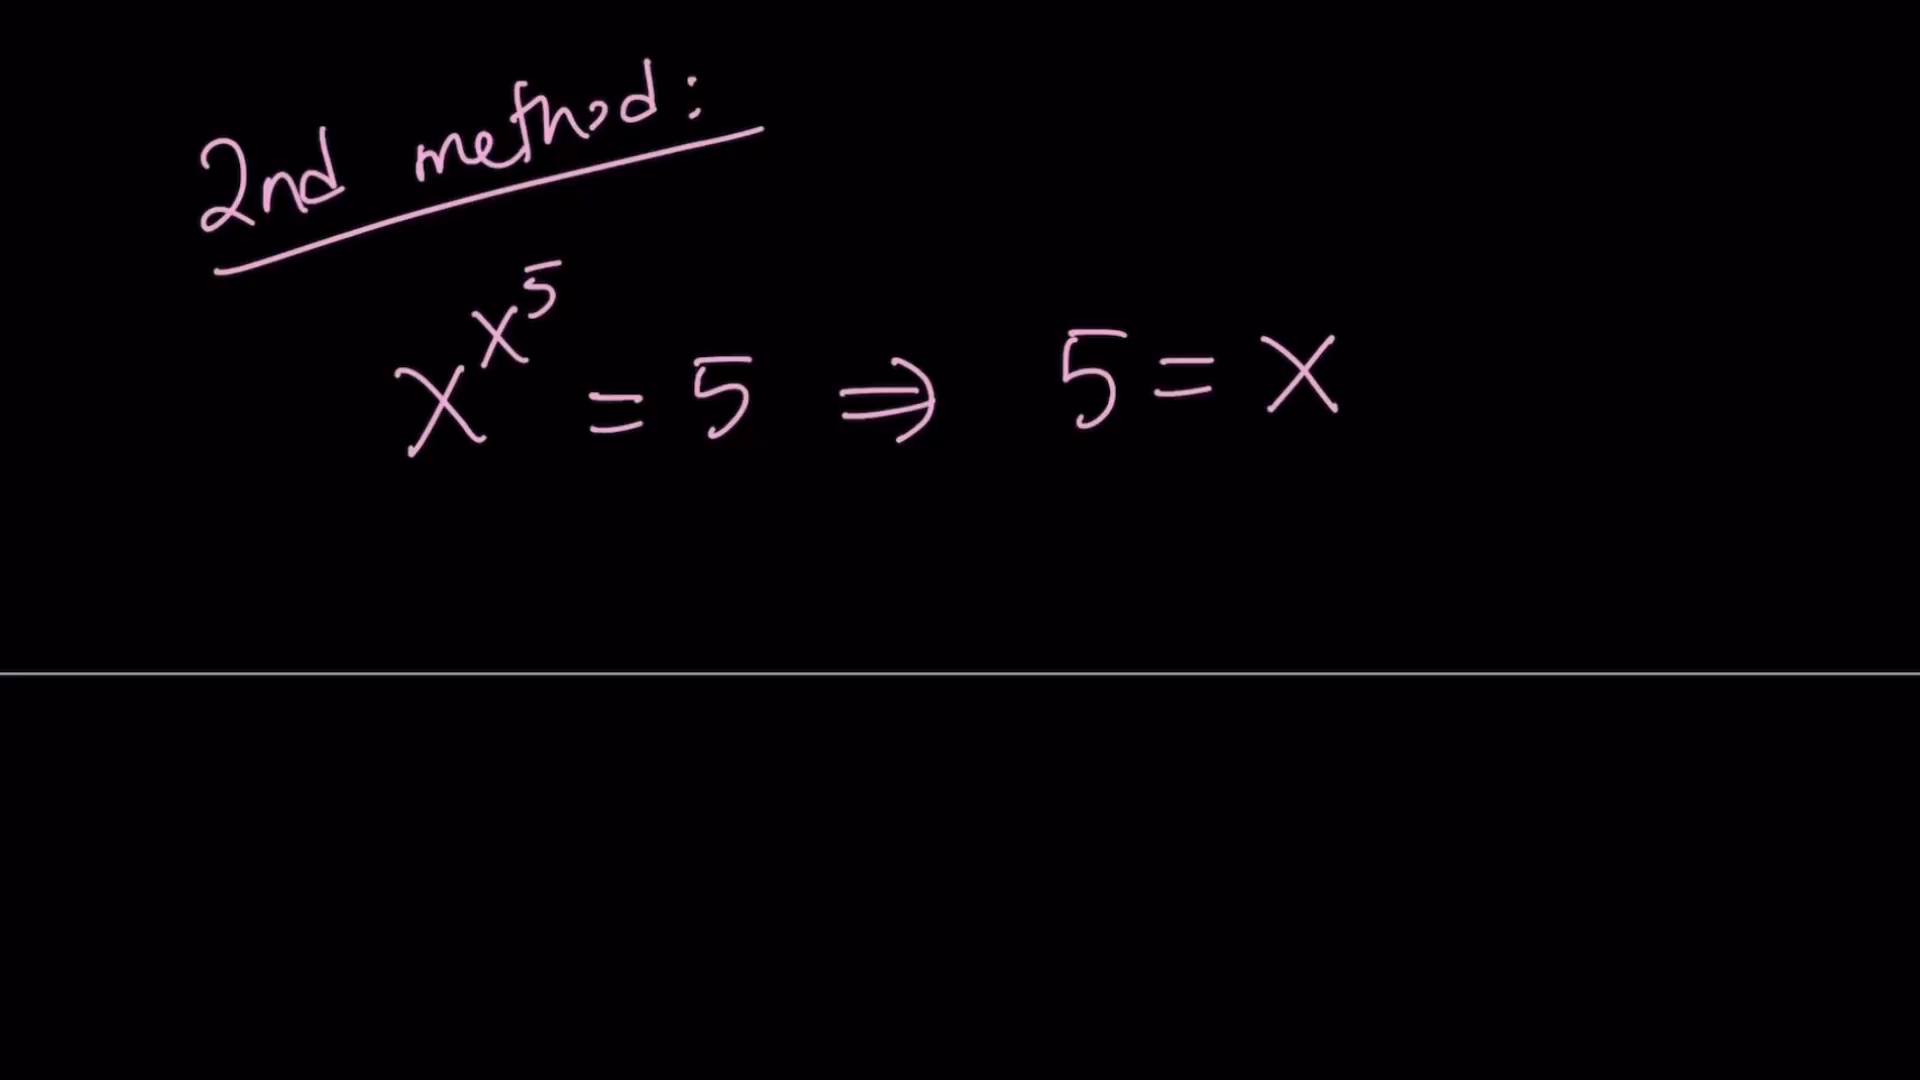 2nd method:
x^x^5 = 5 ⇒ 5 = x